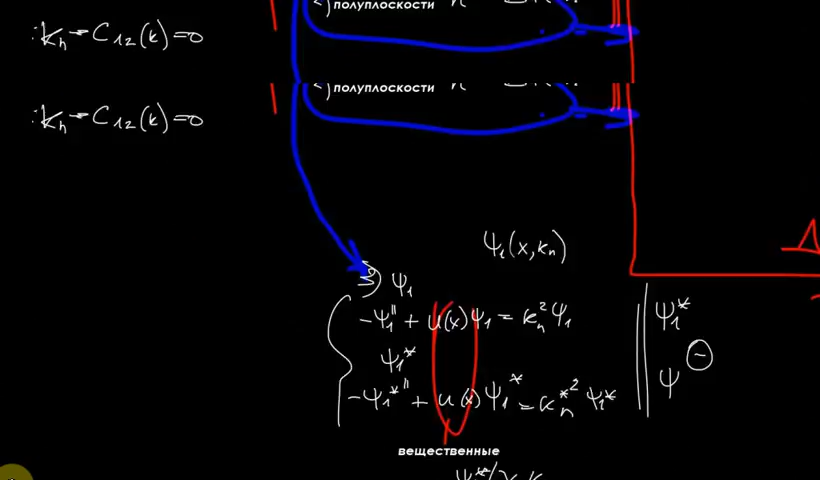 полуплоскости
: kₙ - C₁₂(k) = 0
полуплоскости
: kₙ - C₁₂(k) = 0
ψ₁(x, kₙ)
3) ψ₁
-ψ₁'' + u(x)ψ₁ = kₙ²ψ₁ ψ₁*
ψ₁* ⊖
-ψ₁*'' + u(x)ψ₁* = kₙ*²ψ₁* ψ
вещественные